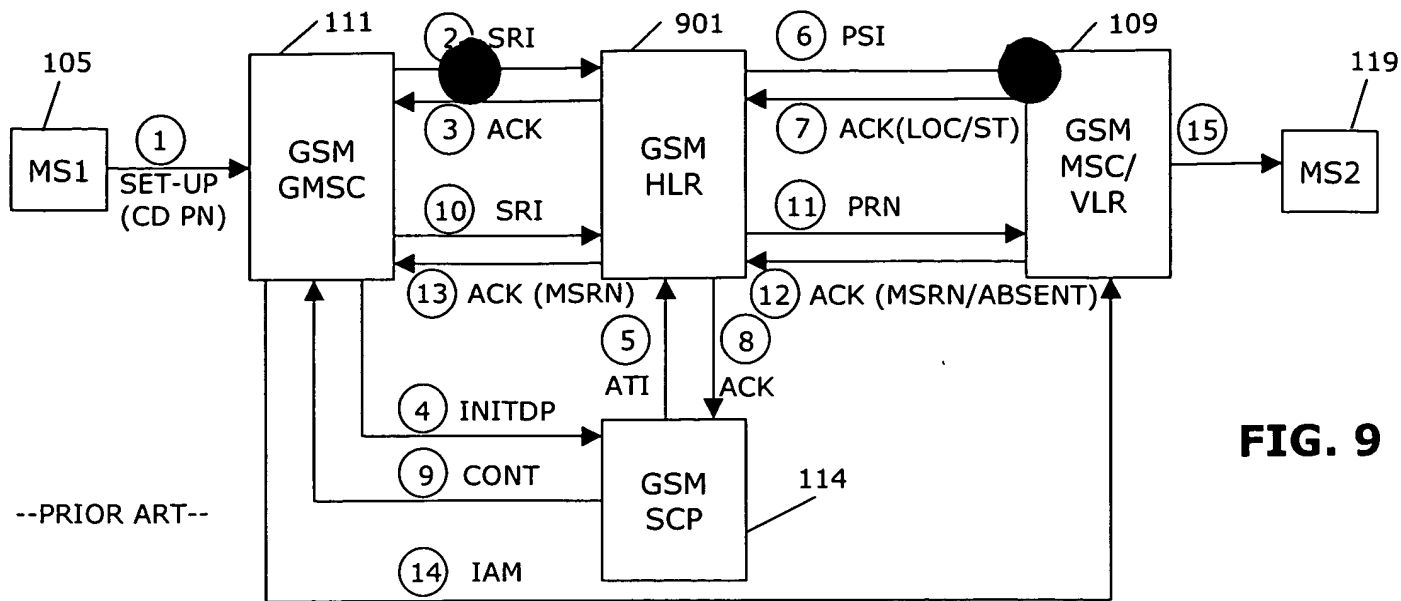 111
901
109
105
119
2 SRI
6 PSI
1
3 ACK
7 ACK(LOC/ST)
15
MS1
GSM
GMSC
GSM
HLR
GSM
MSC/
VLR
MS2
SET-UP
(CD PN)
10 SRI
11 PRN
13 ACK (MSRN)
12 ACK (MSRN/ABSENT)
5
ATI
8
ACK
4 INITDP
9 CONT
GSM
SCP
114
14 IAM
--PRIOR ART--
FIG. 9